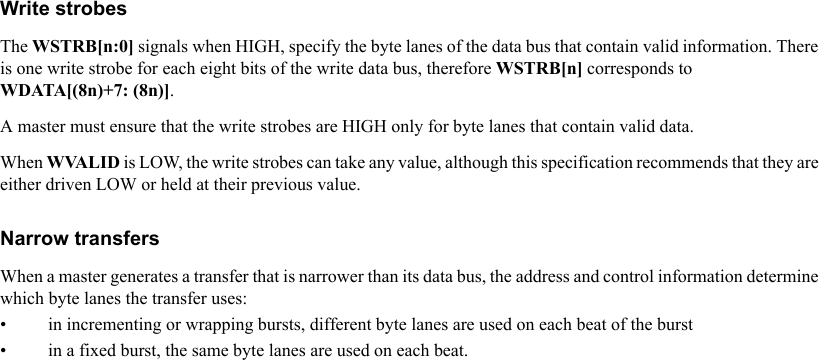 Write strobes
The WSTRB[n:0] signals when HIGH, specify the byte lanes of the data bus that contain valid information. There
is one write strobe for each eight bits of the write data bus, therefore WSTRB[n] corresponds to
WDATA[(8n)+7: (8n)].
A master must ensure that the write strobes are HIGH only for byte lanes that contain valid data.
When WVALID is LOW, the write strobes can take any value, although this specification recommends that they are
either driven LOW or held at their previous value.
Narrow transfers
When a master generates a transfer that is narrower than its data bus, the address and control information determine
which byte lanes the transfer uses:
• in incrementing or wrapping bursts, different byte lanes are used on each beat of the burst
• in a fixed burst, the same byte lanes are used on each beat.